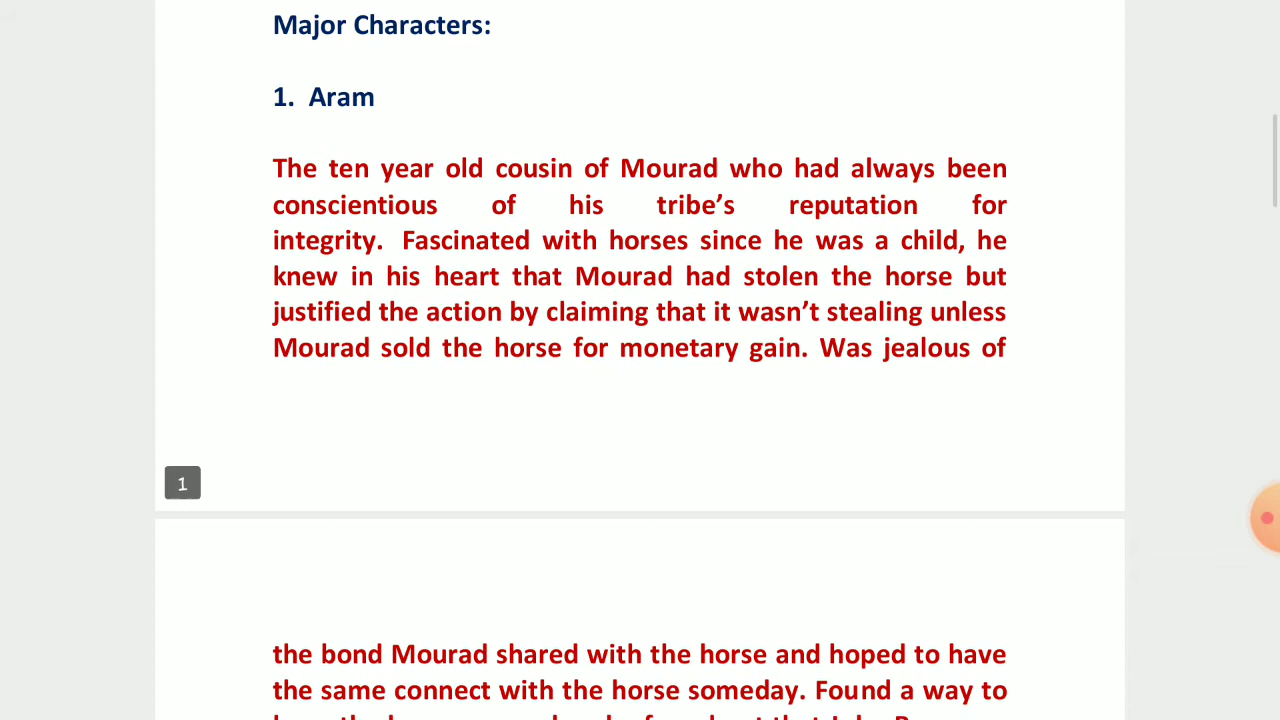 Major Characters:
1. Aram
The ten year old cousin of Mourad who had always been
conscientious of his tribe’s reputation for
integrity. Fascinated with horses since he was a child, he
knew in his heart that Mourad had stolen the horse but
justified the action by claiming that it wasn’t stealing unless
Mourad sold the horse for monetary gain. Was jealous of
1
the bond Mourad shared with the horse and hoped to have
the same connect with the horse someday. Found a way to